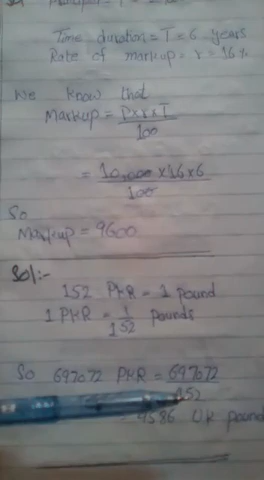 Time duration = T = 6 years
Rate of markup = r = 16%
We know that
Markup = P×r×T
100
= 10,000 × 16 × 6
100
So
Markup = 9600
Sol:-
152 PKR = 1 pound
1 PKR = 1 pounds
152
So 697072 PKR = 697072
152
= 4586 UK pound